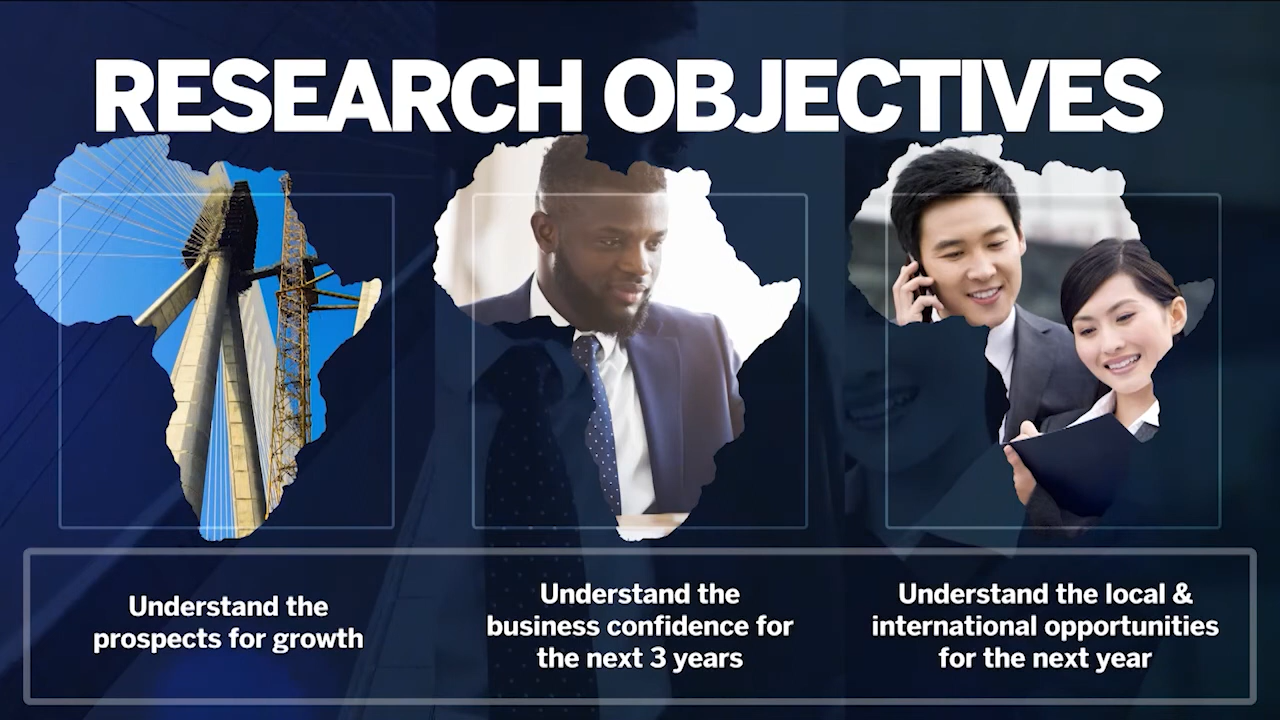 RESEARCH OBJECTIVES
Understand the
prospects for growth
Understand the
business confidence for
the next 3 years
Understand the local &
international opportunities
for the next year